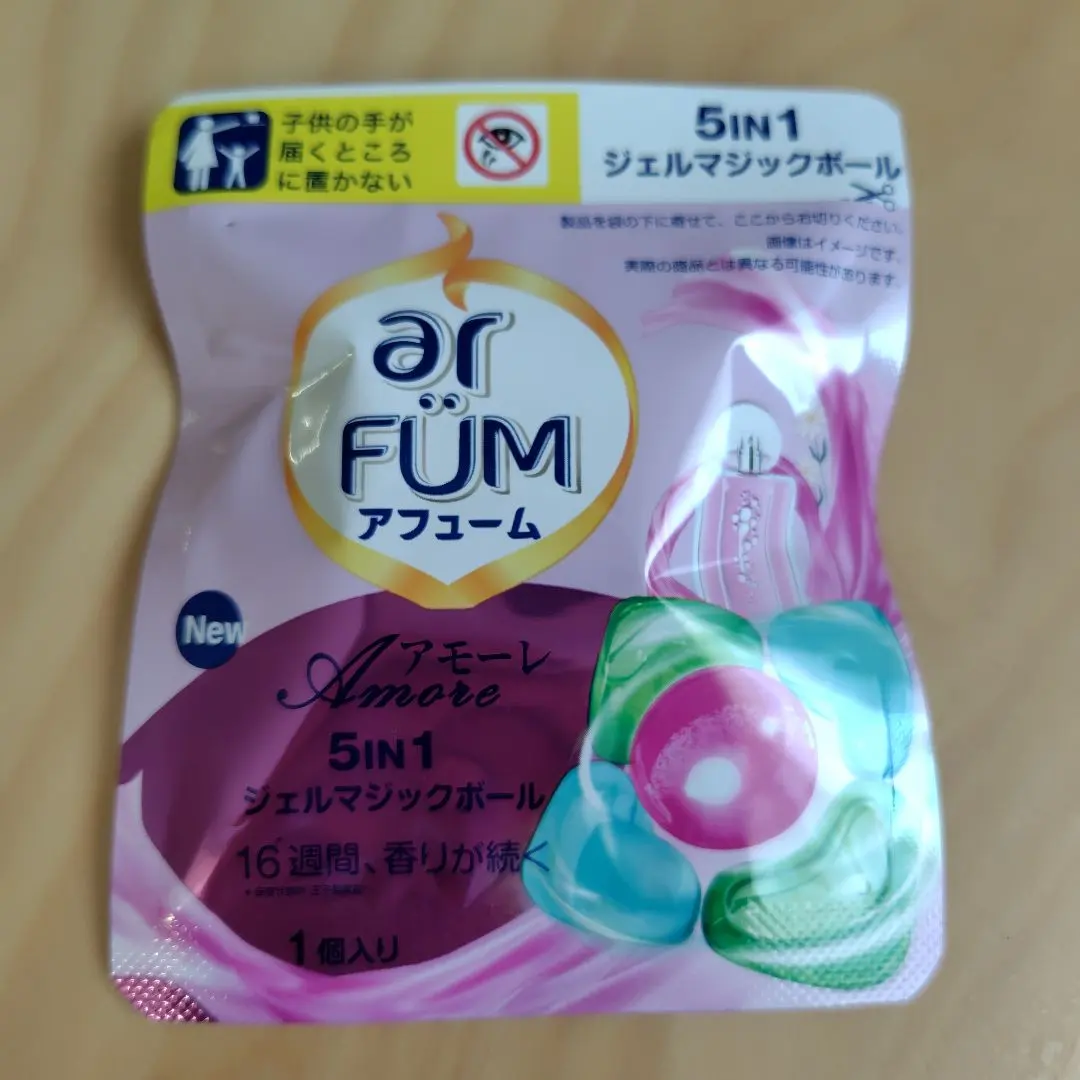 子供の手が
届くところ
に置かない
5IN1
ジェルマジックボール
製品を袋の下に寄せて、ここからお切りください。
画像はイメージです。
実際の商品とは異なる可能性があります。
ar
FÜM
アフューム
New
アモーレ
Amore
5IN1
ジェルマジックボール
16週間、香りが続く
1個入り